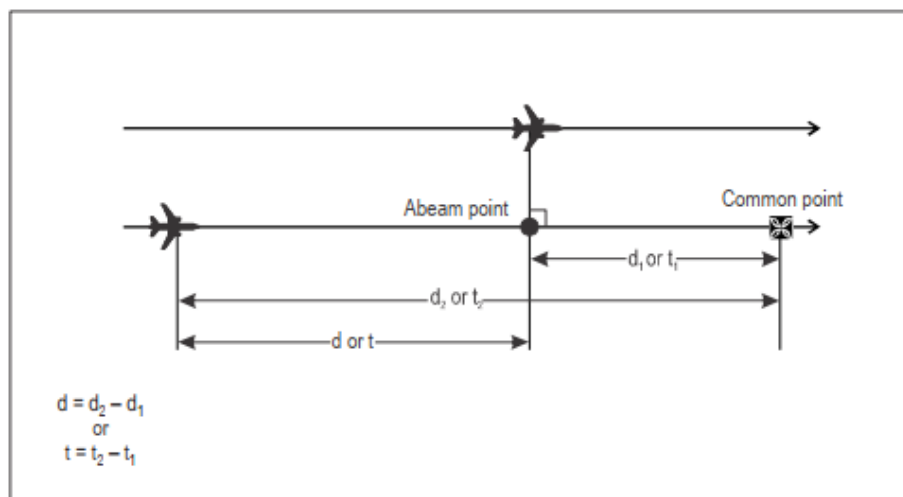 Abeam point
Common point
d₁ or t₁
d₂ or t₂
d or t
d = d₂ – d₁
or
t = t₂ – t₁